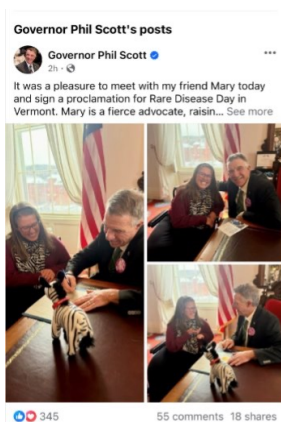 Governor Phil Scott's posts
Governor Phil Scott
2h
It was a pleasure to meet with my friend Mary today
and sign a proclamation for Rare Disease Day in
Vermont. Mary is a fierce advocate, raisin... See more
345
55 comments 18 shares